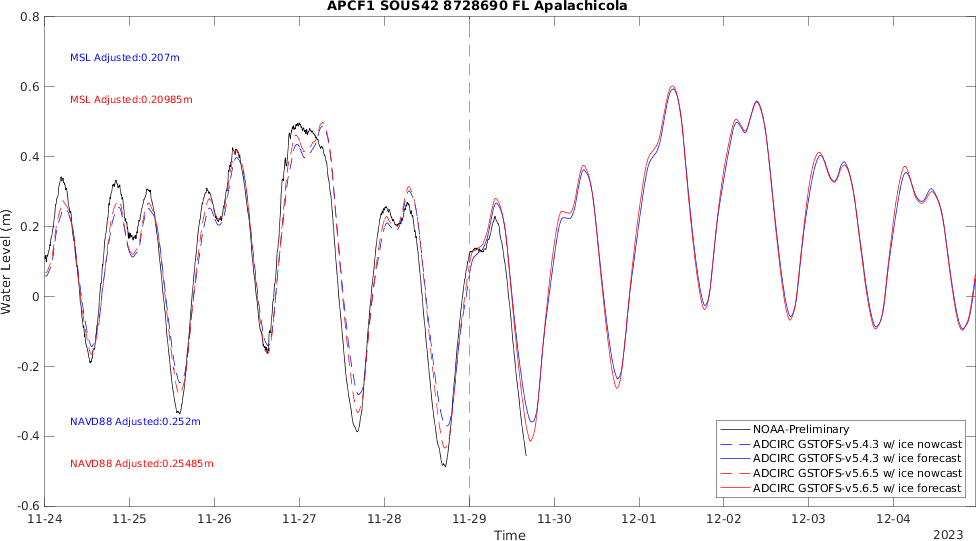 APCF1 SOUS42 8728690 FL Apalachicola
0.8
0.6
0.4
0.2
0
-0.2
-0.4
-0.6
Water Level (m)
MSL Adjusted:0.207m
MSL Adjusted:0.20985m
NAVD88 Adjusted:0.252m
NAVD88 Adjusted:0.25485m
NOAA-Preliminary
ADCIRC GSTOFS-v5.4.3 w/ ice nowcast
ADCIRC GSTOFS-v5.4.3 w/ ice forecast
ADCIRC GSTOFS-v5.6.5 w/ ice nowcast
ADCIRC GSTOFS-v5.6.5 w/ ice forecast
11-24 11-25 11-26 11-27 11-28 11-29 11-30 12-01 12-02 12-03 12-04
Time
2023